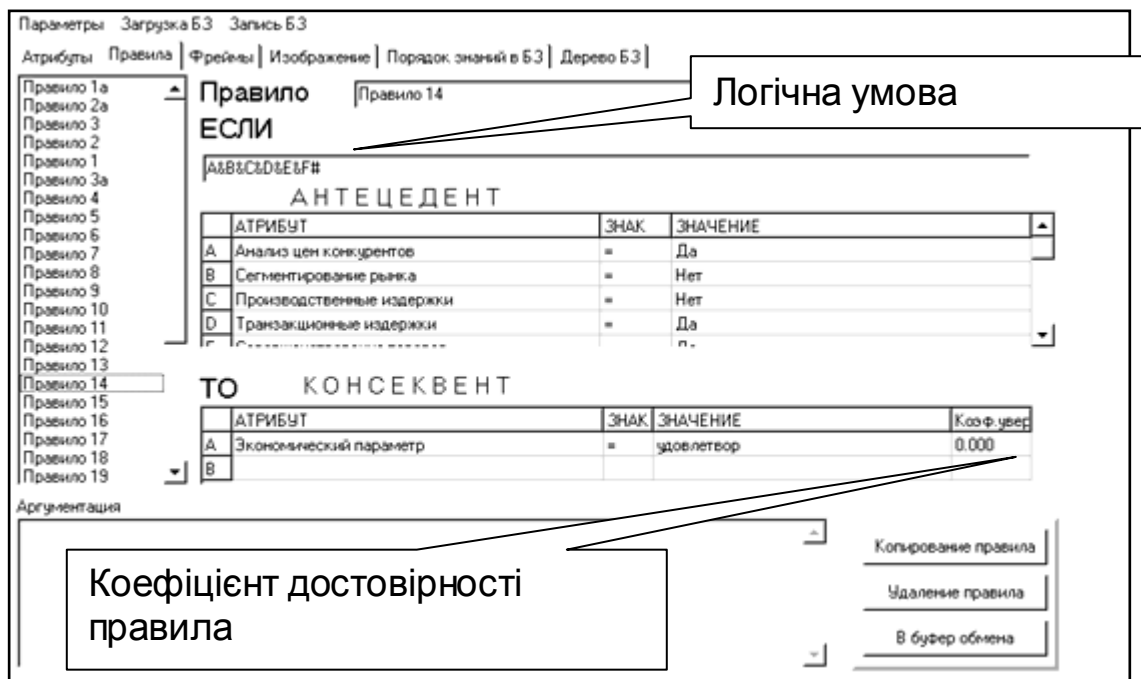 Параметры Загрузка БЗ Запись БЗ
Атрибуты Правила Фреймы Изображение Порядок знаний в БЗ Дерево БЗ
Правило 1а
Правило 2а
Правило 3
Правило 2
Правило 1
Правило 3а
Правило 4
Правило 5
Правило 6
Правило 7
Правило 8
Правило 9
Правило 10
Правило 11
Правило 12
Правило 13
Правило 14
Правило 15
Правило 16
Правило 17
Правило 18
Правило 19
Правило Правило 14
Логічна умова
ЕСЛИ
A&B&C&D&E&F#
АНТЕЦЕДЕНТ
АТРИБУТ ЗНАК ЗНАЧЕНИЕ
A Анализ цен конкурентов = Да
B Сегментирование рынка = Нет
C Производственные издержки = Нет
D Транзакционные издержки = Да
ТО КОНСЕКВЕНТ
АТРИБУТ ЗНАК ЗНАЧЕНИЕ Коэф.увер
A Экономический параметр = удовлетвор 0.000
B
Аргументация
Коефіцієнт достовірності
правила
Копирование правила
Удаление правила
В буфер обмена